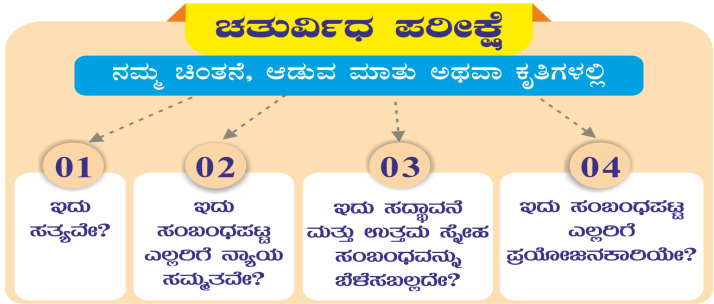 ಚತುರ್ವಿಧ ಪರೀಕ್ಷೆ
ನಮ್ಮ ಚಿಂತನೆ, ಆಡುವ ಮಾತು ಅಥವಾ ಕೃತಿಗಳಲ್ಲಿ
01
ಇದು
ಸತ್ಯವೇ?
02
ಇದು
ಸಂಬಂಧಪಟ್ಟ
ಎಲ್ಲರಿಗೆ ನ್ಯಾಯ
ಸಮ್ಮತವೇ?
03
ಇದು ಸದ್ಭಾವನೆ
ಮತ್ತು ಉತ್ತಮ ಸ್ನೇಹ
ಸಂಬಂಧವನ್ನು
ಬೆಳೆಸಬಲ್ಲದೇ?
04
ಇದು ಸಂಬಂಧಪಟ್ಟ
ಎಲ್ಲರಿಗೆ
ಪ್ರಯೋಜನಕಾರಿಯೇ?